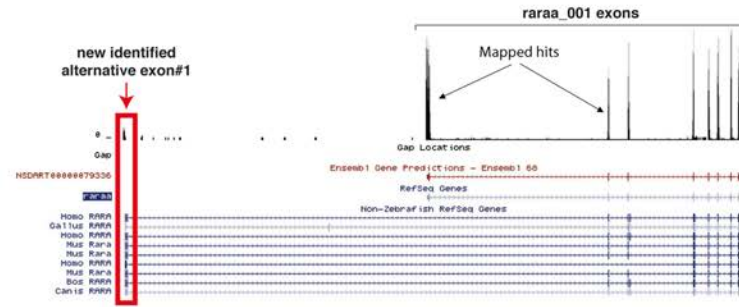 raraa_001 exons
new identified
alternative exon#1
Mapped hits
0 _
Gap Locations
Gap
Ensembl Gene Predictions - Ensembl 68
NSDART00000079336
RefSeq Genes
raraa
Non-Zebrafish RefSeq Genes
Homo RARA
Gallus RARA
Homo RARA
Mus Rara
Mus Rara
Homo RARA
Mus Rara
Bos RARA
Canis RARA